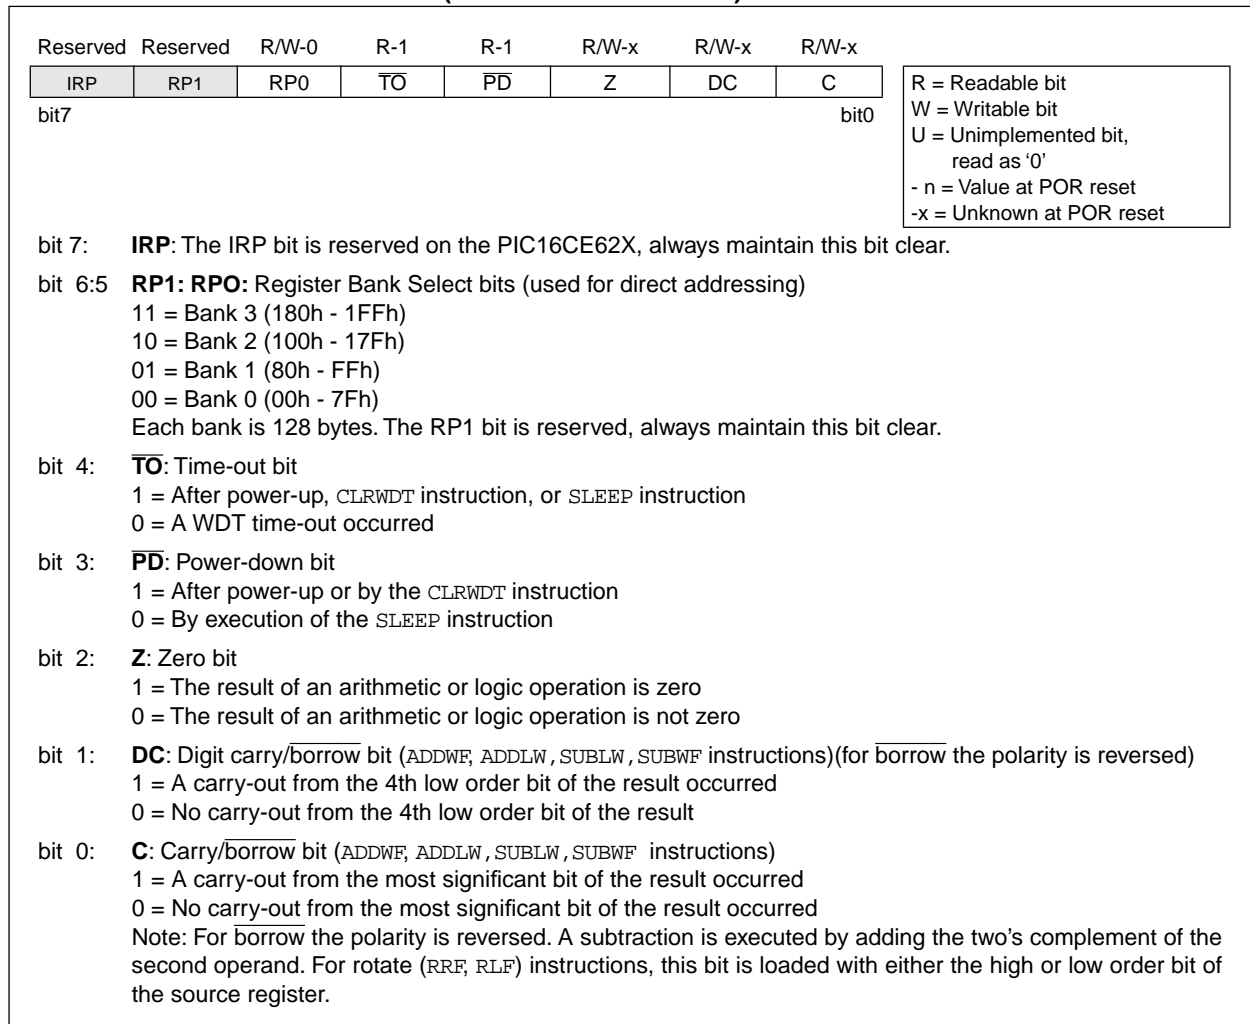 Reserved Reserved R/W-0 R-1 R-1 R/W-x R/W-x R/W-x
IRP RP1 RP0 T̅O̅ P̅D̅ Z DC C
bit7 bit0
R = Readable bit
W = Writable bit
U = Unimplemented bit,
read as ‘0’
- n = Value at POR reset
-x = Unknown at POR reset
bit 7: IRP: The IRP bit is reserved on the PIC16CE62X, always maintain this bit clear.
bit 6:5 RP1: RPO: Register Bank Select bits (used for direct addressing)
11 = Bank 3 (180h - 1FFh)
10 = Bank 2 (100h - 17Fh)
01 = Bank 1 (80h - FFh)
00 = Bank 0 (00h - 7Fh)
Each bank is 128 bytes. The RP1 bit is reserved, always maintain this bit clear.
bit 4: T̅O̅: Time-out bit
1 = After power-up, CLRWDT instruction, or SLEEP instruction
0 = A WDT time-out occurred
bit 3: P̅D̅: Power-down bit
1 = After power-up or by the CLRWDT instruction
0 = By execution of the SLEEP instruction
bit 2: Z: Zero bit
1 = The result of an arithmetic or logic operation is zero
0 = The result of an arithmetic or logic operation is not zero
bit 1: DC: Digit carry/b̅o̅r̅r̅o̅w̅ bit (ADDWF, ADDLW, SUBLW, SUBWF instructions)(for b̅o̅r̅r̅o̅w̅ the polarity is reversed)
1 = A carry-out from the 4th low order bit of the result occurred
0 = No carry-out from the 4th low order bit of the result
bit 0: C: Carry/b̅o̅r̅r̅o̅w̅ bit (ADDWF, ADDLW, SUBLW, SUBWF instructions)
1 = A carry-out from the most significant bit of the result occurred
0 = No carry-out from the most significant bit of the result occurred
Note: For b̅o̅r̅r̅o̅w̅ the polarity is reversed. A subtraction is executed by adding the two’s complement of the
second operand. For rotate (RRF, RLF) instructions, this bit is loaded with either the high or low order bit of
the source register.